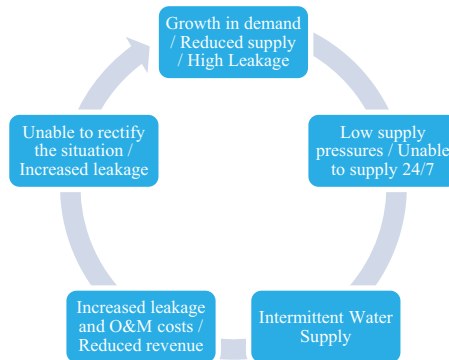 Growth in demand
/ Reduced supply
/ High Leakage
Low supply
pressures / Unable
to supply 24/7
Intermittent Water
Supply
Increased leakage
and O&M costs /
Reduced revenue
Unable to rectify
the situation /
Increased leakage